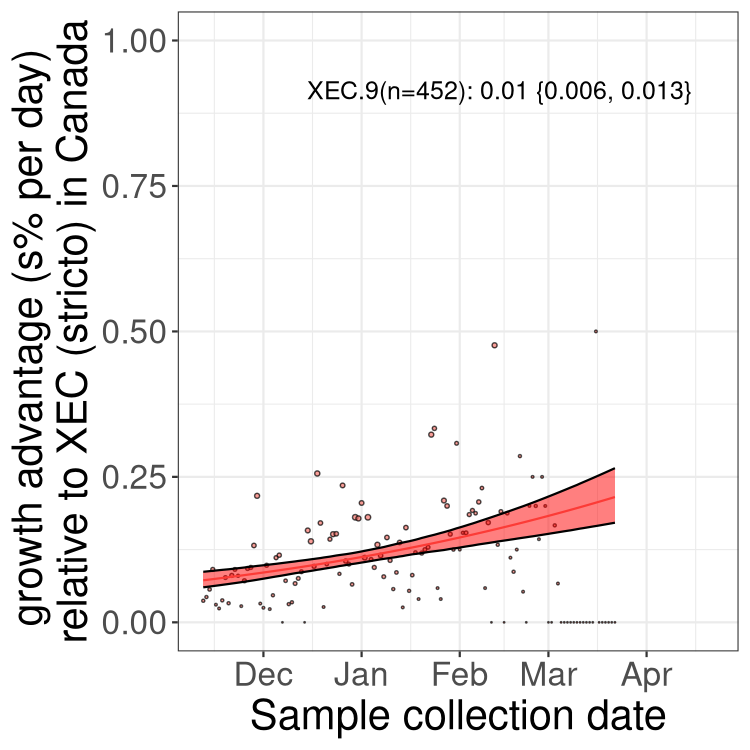 growth advantage (s% per day)
relative to XEC (stricto) in Canada
1.00
XEC.9(n=452): 0.01 {0.006, 0.013}
0.75
0.50
0.25
0.00
Dec Jan Feb Mar Apr
Sample collection date